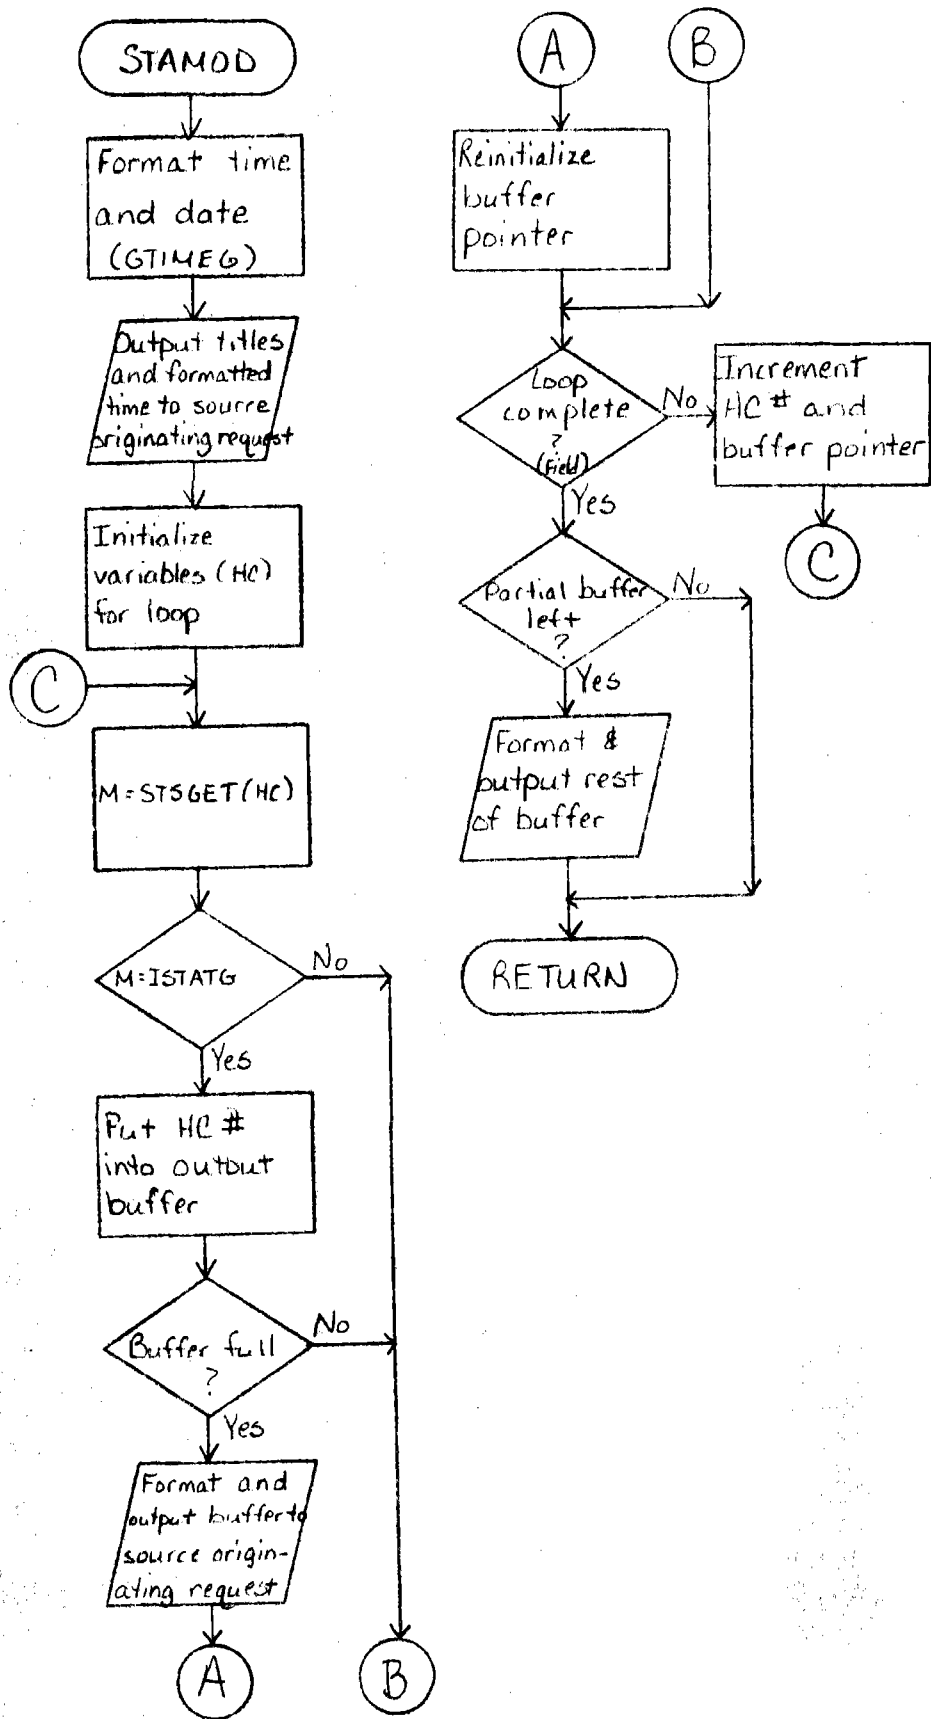 STAMOD
Format time
and date
(GTIMEG)
Output titles
and formatted
time to source
originating request
Initialize
variables (HC)
for loop
C
M=STSGET(HC)
M=ISTATG
No
Yes
Put HC #
into output
buffer
Buffer full
?
No
Yes
Format and
output buffer to
source origin-
ating request
A
B
A
B
Reinitialize
buffer
pointer
Loop
complete
?
(Field)
No
Increment
HC # and
buffer pointer
C
Yes
Partial buffer
left
?
No
Yes
Format &
output rest
of buffer
RETURN